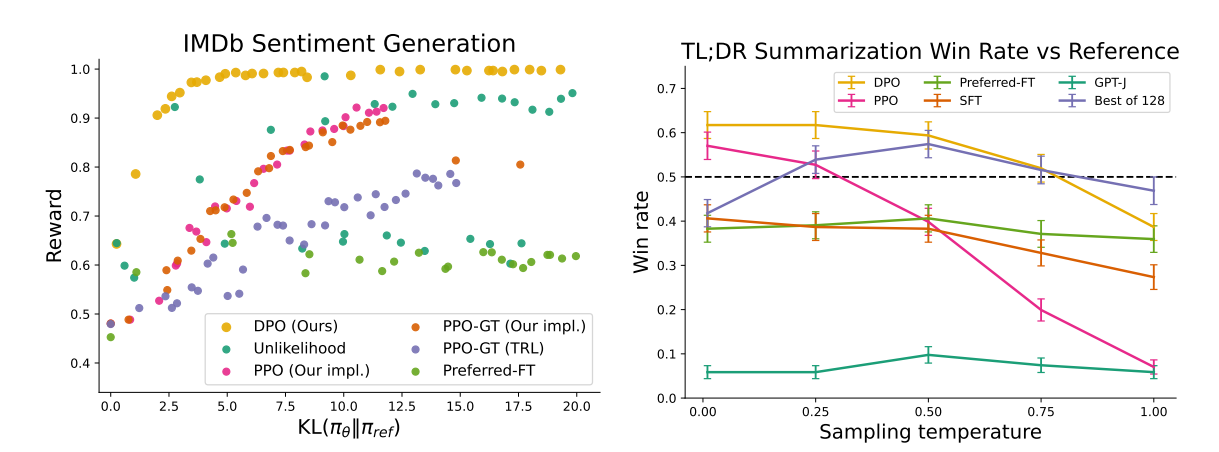 IMDb Sentiment Generation
Reward
1.0
0.9
0.8
0.7
0.6
0.5
0.4
0.0 2.5 5.0 7.5 10.0 12.5 15.0 17.5 20.0
KL(πθ‖πref)
DPO (Ours)
Unlikelihood
PPO (Our impl.)
PPO-GT (Our impl.)
PPO-GT (TRL)
Preferred-FT
TL;DR Summarization Win Rate vs Reference
Win rate
0.7
0.6
0.5
0.4
0.3
0.2
0.1
0.0
0.00 0.25 0.50 0.75 1.00
Sampling temperature
DPO
PPO
Preferred-FT
SFT
GPT-J
Best of 128